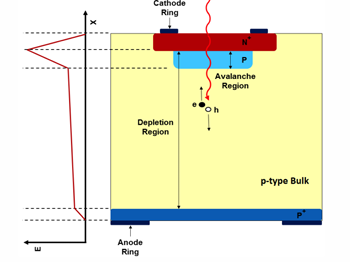 Cathode
Ring
X
N+
P
Avalanche
Region
e
h
Depletion
Region
p-type Bulk
P+
E
Anode
Ring